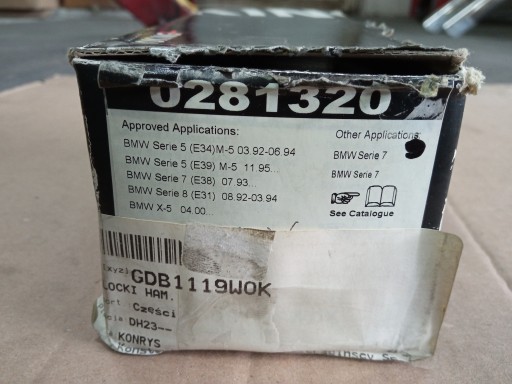 0281320
Approved Applications:
BMW Serie 5 (E34)M-5 03.92-06.94
BMW Serie 5 (E39) M-5 11.95...
BMW Serie 7 (E38) 07.93...
BMW Serie 8 (E31) 08.92-03.94
BMW X-5 04.00...
Other Applications:
BMW Serie 7
BMW Serie 7
See Catalogue
GDB1119WOK
LOCKI HAM.
Części
DH23--
KONRYS